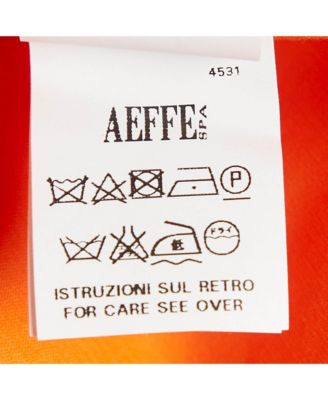 4531
AEFFE SPA
P
ドライ
ISTRUZIONI SUL RETRO
FOR CARE SEE OVER